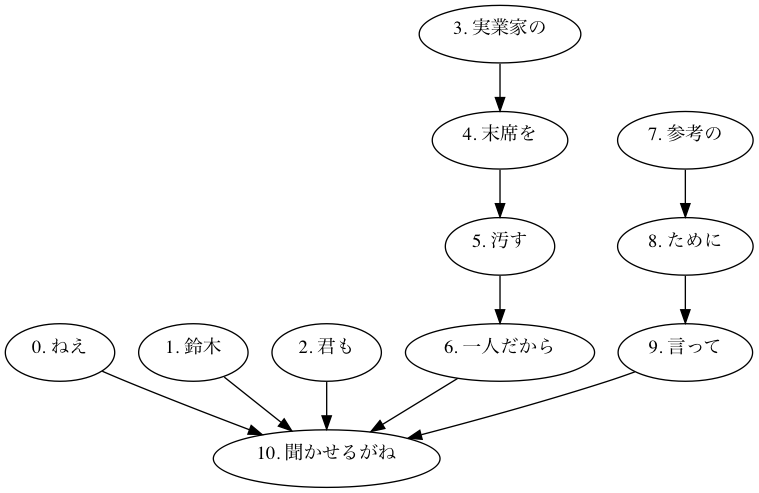 3. 実業家の
4. 末席を
7. 参考の
5. 汚す
8. ために
0. ねえ
1. 鈴木
2. 君も
6. 一人だから
9. 言って
10. 聞かせるがね